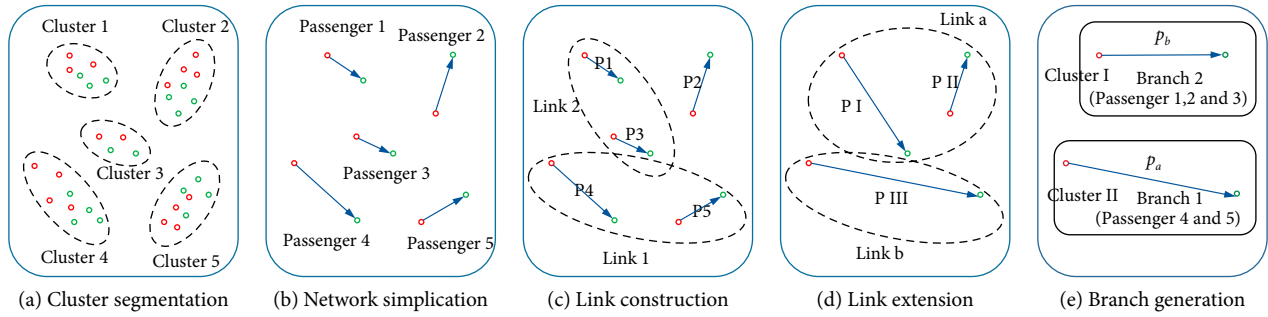 Cluster 1
Cluster 2
Cluster 3
Cluster 4
Cluster 5
(a) Cluster segmentation
Passenger 1
Passenger 2
Passenger 3
Passenger 4
Passenger 5
(b) Network simplication
P1
P2
Link 2
P3
P4
P5
Link 1
(c) Link construction
Link a
P I
P II
P III
Link b
(d) Link extension
p_b
Cluster I
Branch 2
(Passenger 1,2 and 3)
p_a
Cluster II
Branch 1
(Passenger 4 and 5)
(e) Branch generation